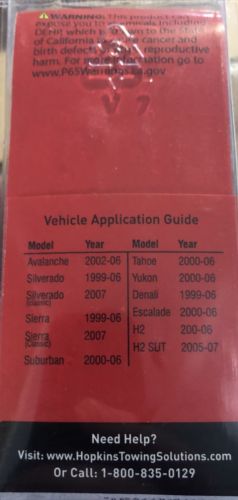 ⚠WARNING: This product can
expose you to chemicals including
DEHP, which is known to the State
of California to cause cancer and
birth defects or other reproductive
harm. For more information go to
www.P65Warnings.ca.gov
Vehicle Application Guide
Model Year Model Year
Avalanche 2002-06 Tahoe 2000-06
Silverado 1999-06 Yukon 2000-06
Silverado 2007 Denali 1999-06
(Classic)
Sierra 1999-06 Escalade 2000-06
Sierra 2007 H2 200-06
(Classic) H2 SUT 2005-07
Suburban 2000-06
Need Help?
Visit: www.HopkinsTowingSolutions.com
Or Call: 1-800-835-0129